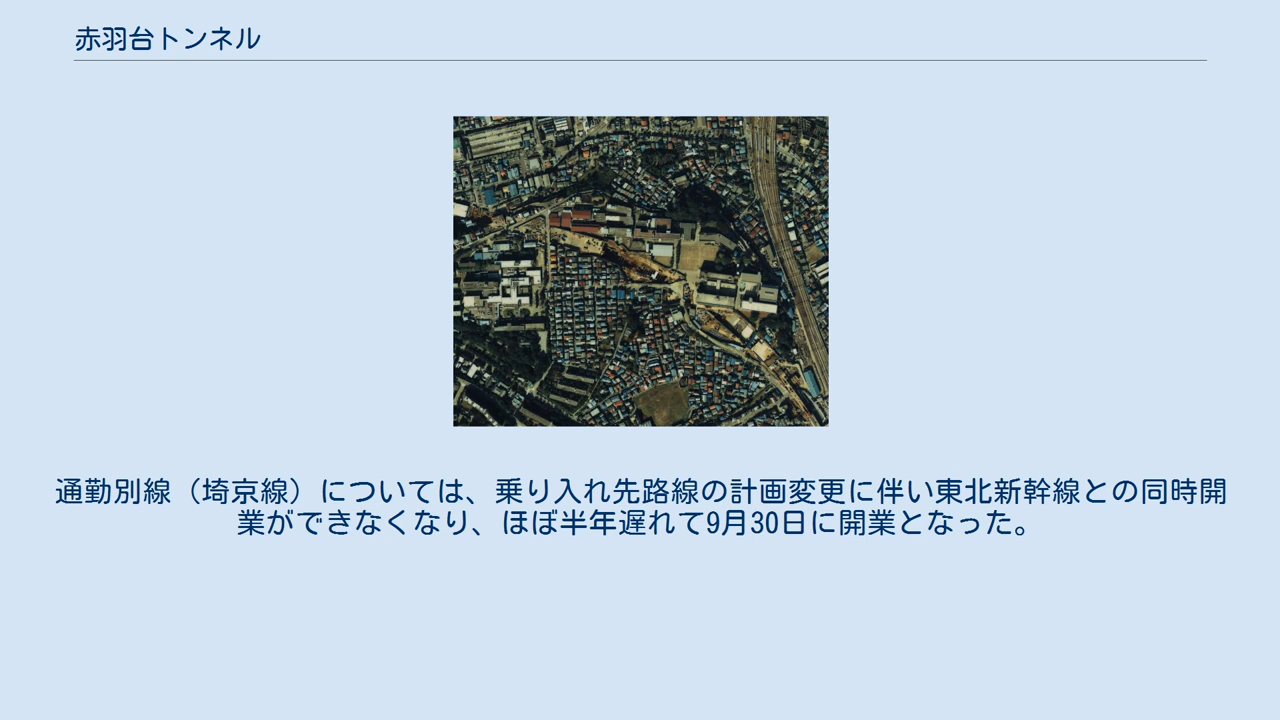 赤羽台トンネル
通勤別線（埼京線）については、乗り入れ先路線の計画変更に伴い東北新幹線との同時開
業ができなくなり、ほぼ半年遅れて9月30日に開業となった。